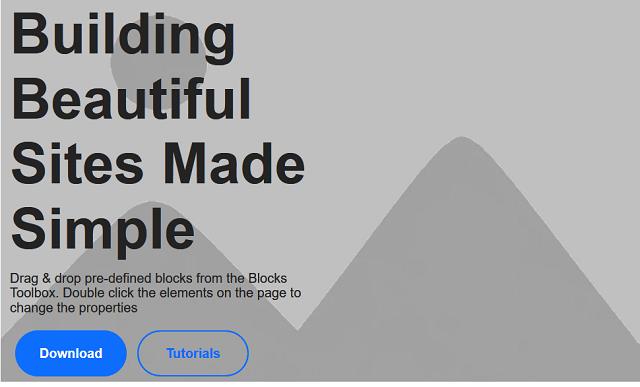 Building
Beautiful
Sites Made
Simple
Drag & drop pre-defined blocks from the Blocks
Toolbox. Double click the elements on the page to
change the properties
Download
Tutorials